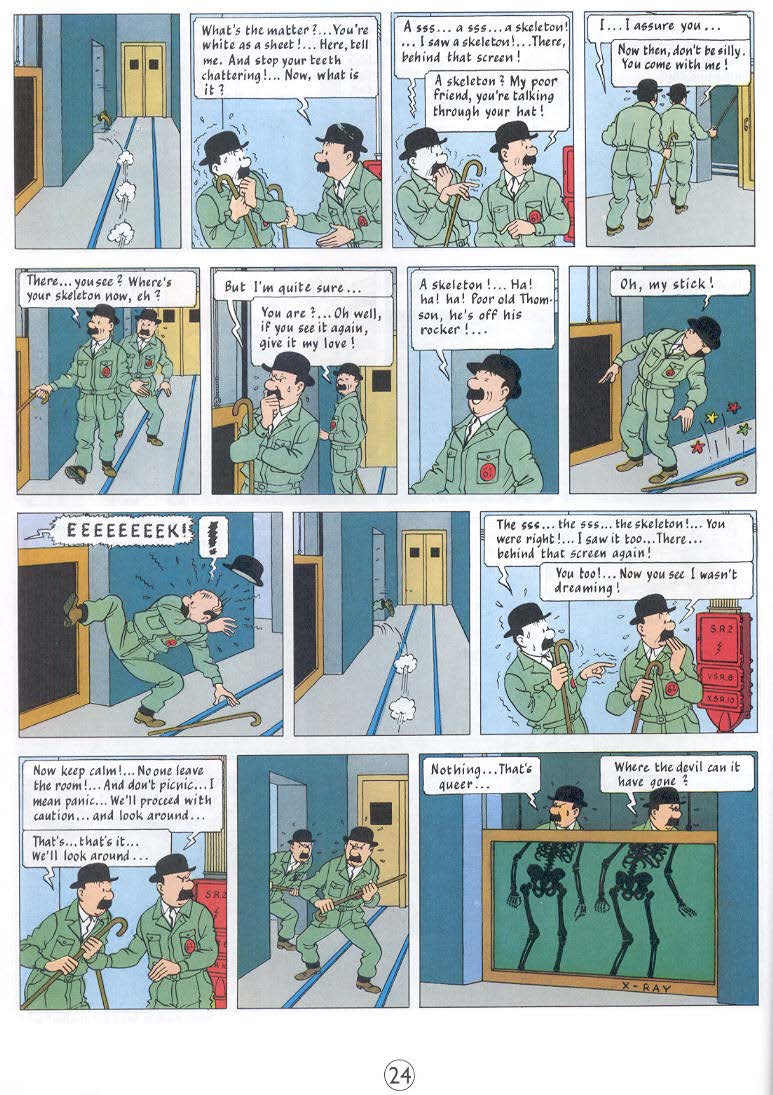 What's the matter?... You're
white as a sheet!... Here, tell
me. And stop your teeth
chattering!... Now, what is
it?
A sss... a sss... a skeleton!
... I saw a skeleton!... There,
behind that screen!
A skeleton? My poor
friend, you're talking
through your hat!
61
I... I assure you...
Now then, don't be silly.
You come with me!
There... you see? Where's
your skeleton now, eh?
61
62
But I'm quite sure...
You are?... Oh well,
if you see it again,
give it my love!
A skeleton!... Ha!
ha! ha! Poor old Thom-
son, he's off his
rocker!...
61
Oh, my stick!
EEEEEEEEEK!
!
The sss... the sss... the skeleton!... You
were right!... I saw it too... There...
behind that screen again!
You too!... Now you see I wasn't
dreaming!
62
S.R.2
V.S.R.8
X.S.R.10
Now keep calm!... No one leave
the room!... And don't picnic... I
mean panic... We'll proceed with
caution... and look around...
That's... that's it...
We'll look around...
S.R.2
Nothing... That's
queer...
Where the devil can it
have gone?
X-RAY
24